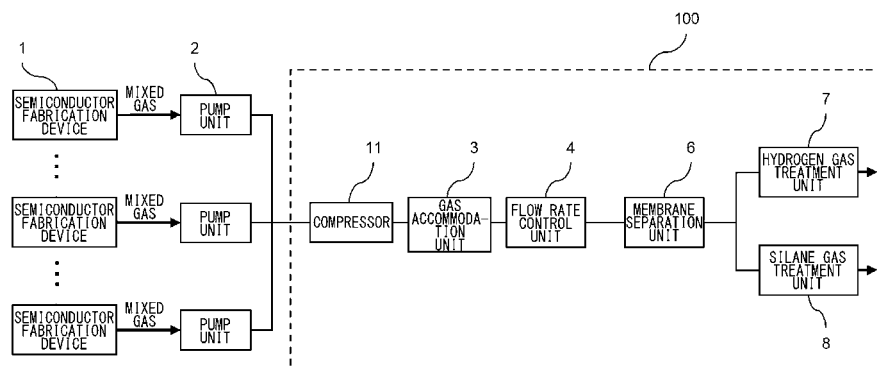 100
1
2
SEMICONDUCTOR
FABRICATION
DEVICE
MIXED
GAS
PUMP
UNIT
11
3
4
6
7
SEMICONDUCTOR
FABRICATION
DEVICE
MIXED
GAS
PUMP
UNIT
COMPRESSOR
GAS
ACCOMMODA-
TION
UNIT
FLOW RATE
CONTROL
UNIT
MEMBRANE
SEPARATION
UNIT
HYDROGEN GAS
TREATMENT
UNIT
SILANE GAS
TREATMENT
UNIT
8
SEMICONDUCTOR
FABRICATION
DEVICE
MIXED
GAS
PUMP
UNIT